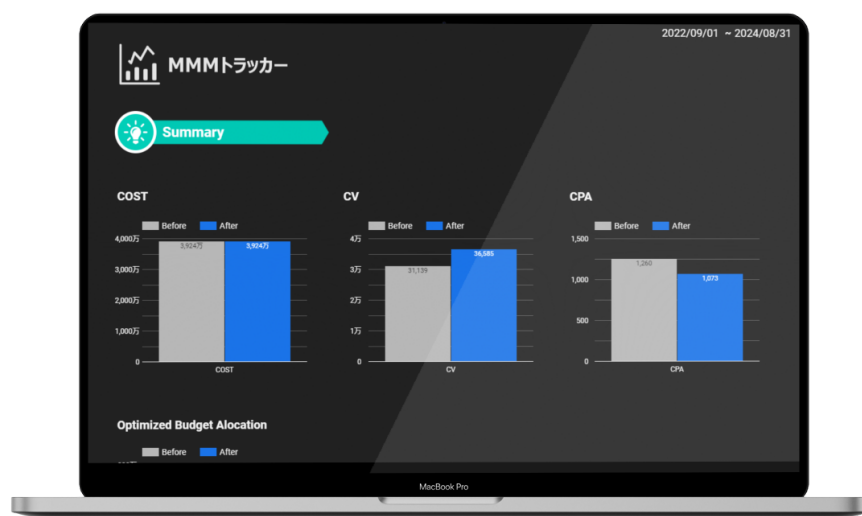 2022/09/01 ~ 2024/08/31
MMMトラッカー
Summary
COST
Before After
4,000万
3,924万 3,924万
3,000万
2,000万
1,000万
0
COST
CV
Before After
4万
36,585
31,139
3万
2万
1万
0
CV
CPA
Before After
1,500
1,260
1,073
1,000
500
0
CPA
Optimized Budget Alocation
Before After
MacBook Pro